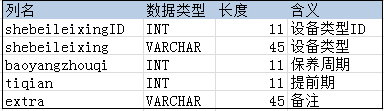 列名 数据类型 长度 含义
shebeileixingID INT 11 设备类型ID
shebeileixing VARCHAR 45 设备类型
baoyangzhouqi INT 11 保养周期
tiqian INT 11 提前期
extra VARCHAR 45 备注